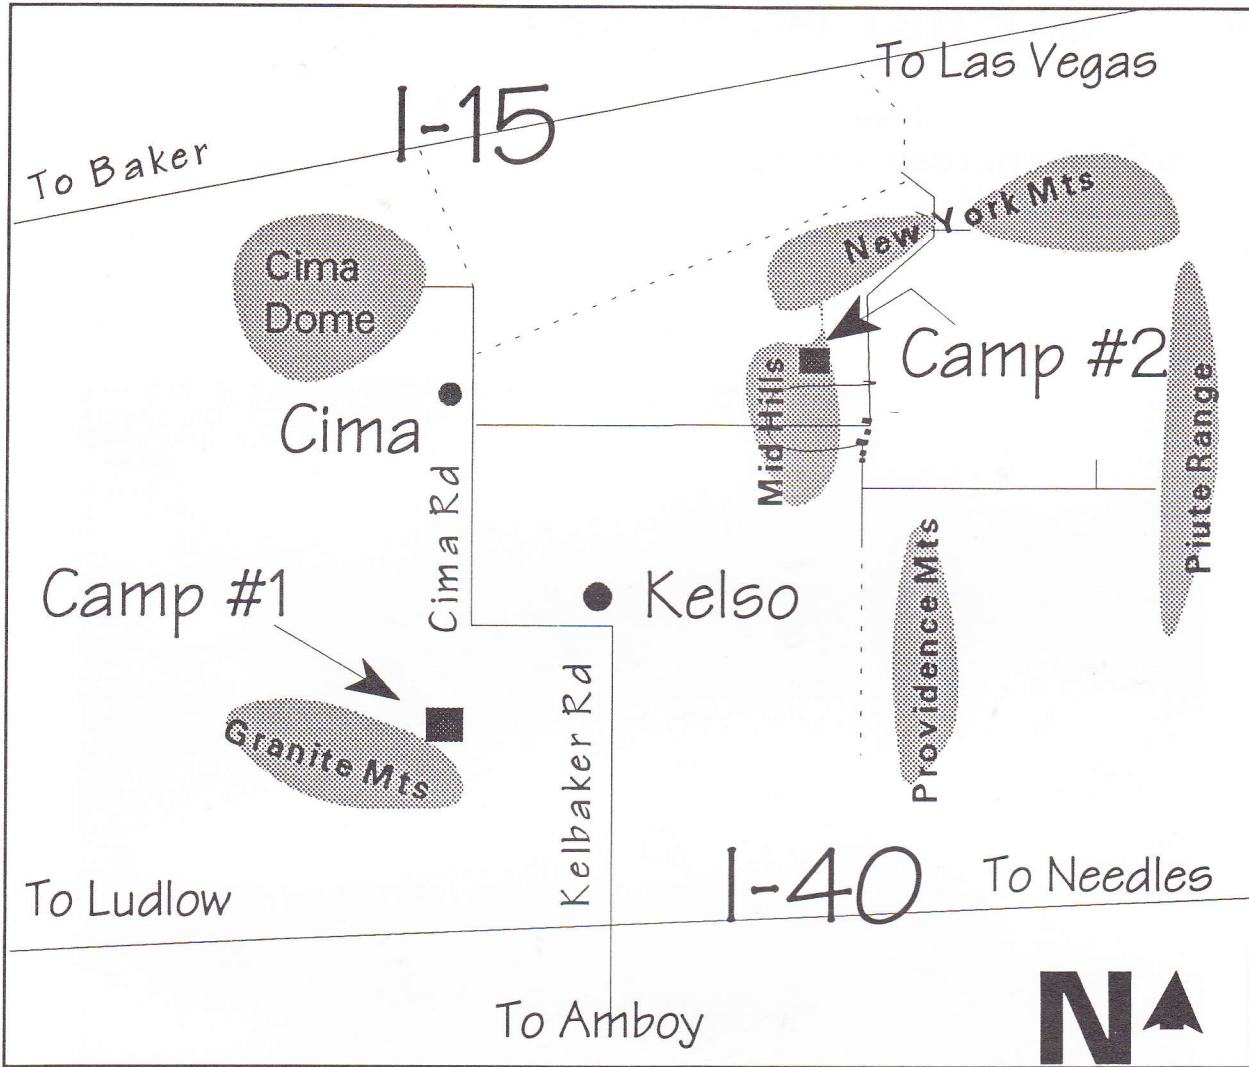 To Las Vegas
I-15
To Baker
New York Mts
Cima
Dome
Camp #2
Cima
Mid Hills
Piute Range
Cima Rd
Providence Mts
Camp #1
Kelso
Granite Mts
Kelbaker Rd
I-40
To Needles
To Ludlow
To Amboy
N